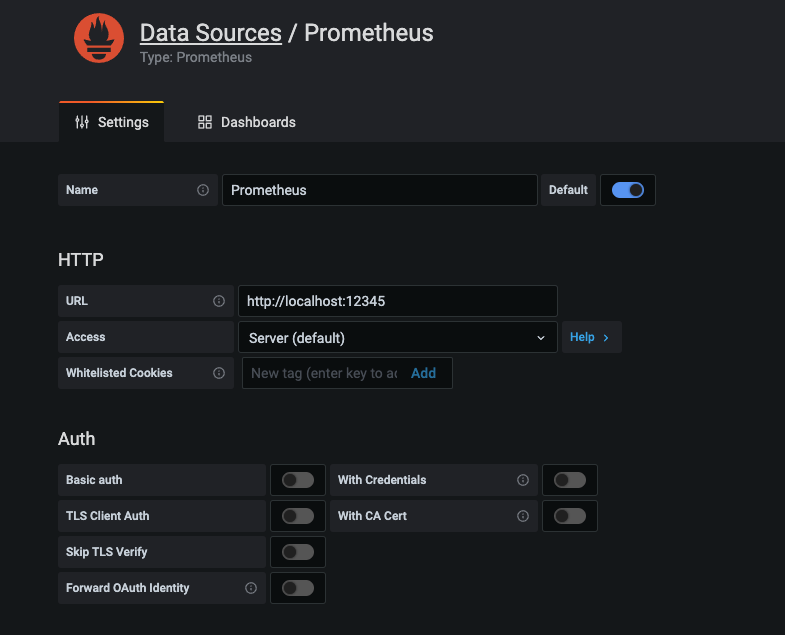 Data Sources / Prometheus
Type: Prometheus
Settings
Dashboards
Name
Prometheus
Default
HTTP
URL
http://localhost:12345
Access
Server (default)
Help
Whitelisted Cookies
New tag (enter key to
Add
Auth
Basic auth
With Credentials
TLS Client Auth
With CA Cert
Skip TLS Verify
Forward OAuth Identity